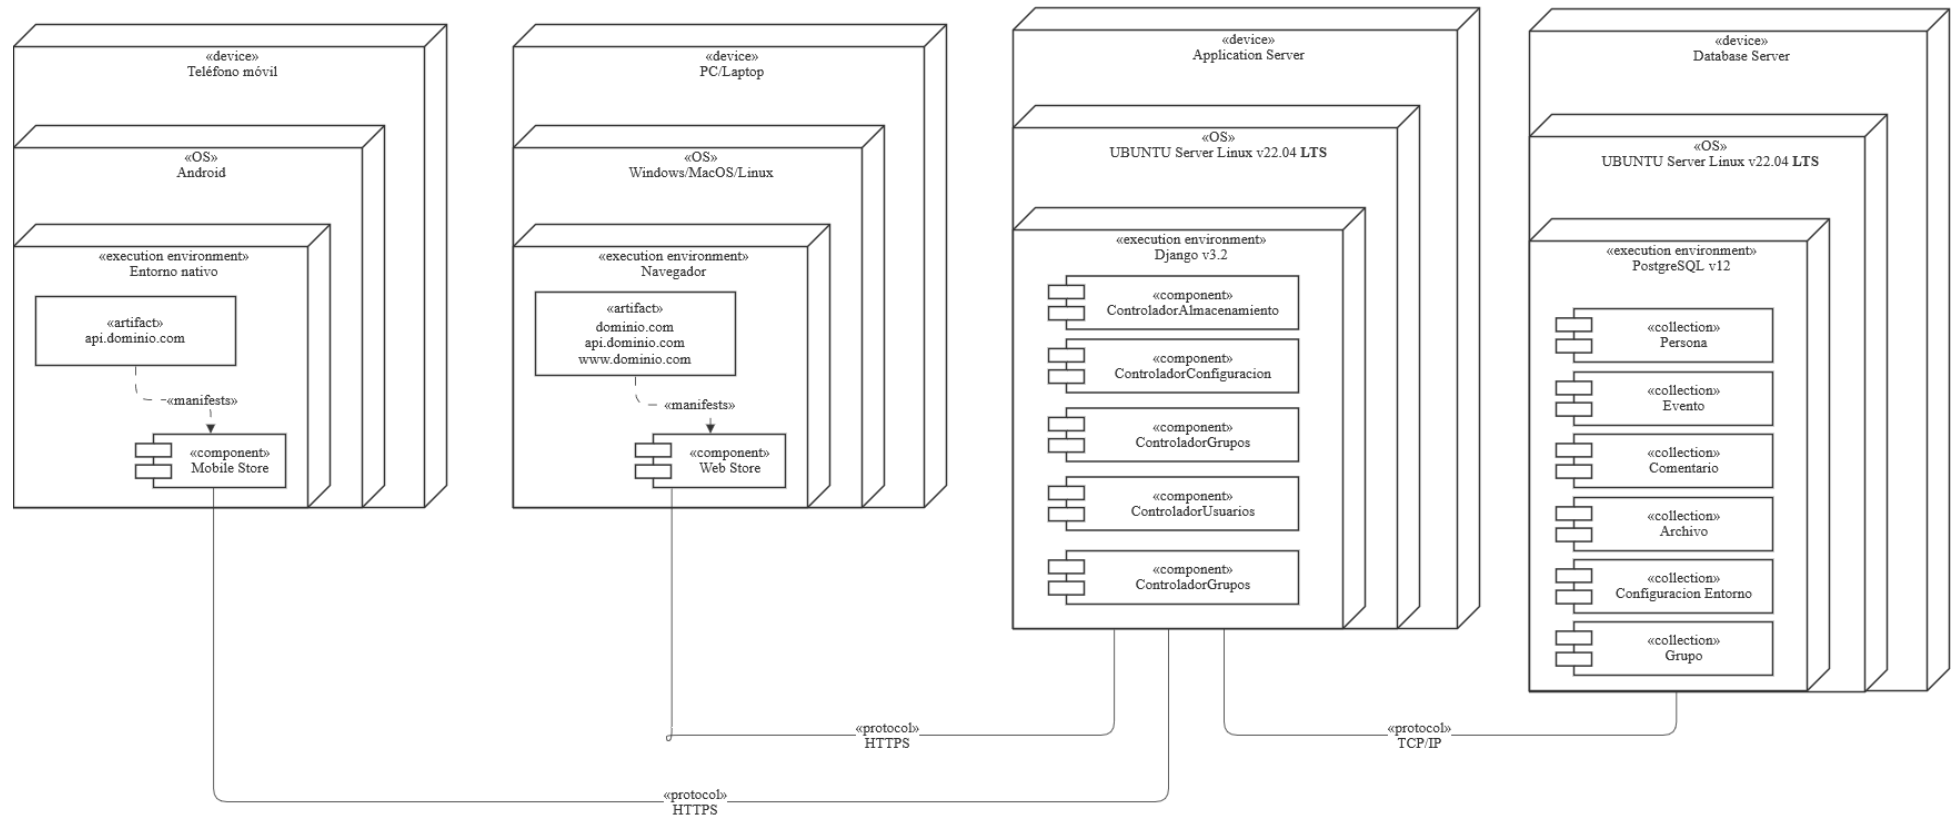 «device»
Teléfono móvil
«OS»
Android
«execution environment»
Entorno nativo
«artifact»
api.dominio.com
«manifests»
«component»
Mobile Store
«device»
PC/Laptop
«OS»
Windows/MacOS/Linux
«execution environment»
Navegador
«artifact»
dominio.com
api.dominio.com
www.dominio.com
«manifests»
«component»
Web Store
«device»
Application Server
«OS»
UBUNTU Server Linux v22.04 LTS
«execution environment»
Django v3.2
«component»
ControladorAlmacenamiento
«component»
ControladorConfiguracion
«component»
ControladorGrupos
«component»
ControladorUsuarios
«component»
ControladorGrupos
«device»
Database Server
«OS»
UBUNTU Server Linux v22.04 LTS
«execution environment»
PostgreSQL v12
«collection»
Persona
«collection»
Evento
«collection»
Comentario
«collection»
Archivo
«collection»
Configuracion Entorno
«collection»
Grupo
«protocol»
HTTPS
«protocol»
TCP/IP
«protocol»
HTTPS